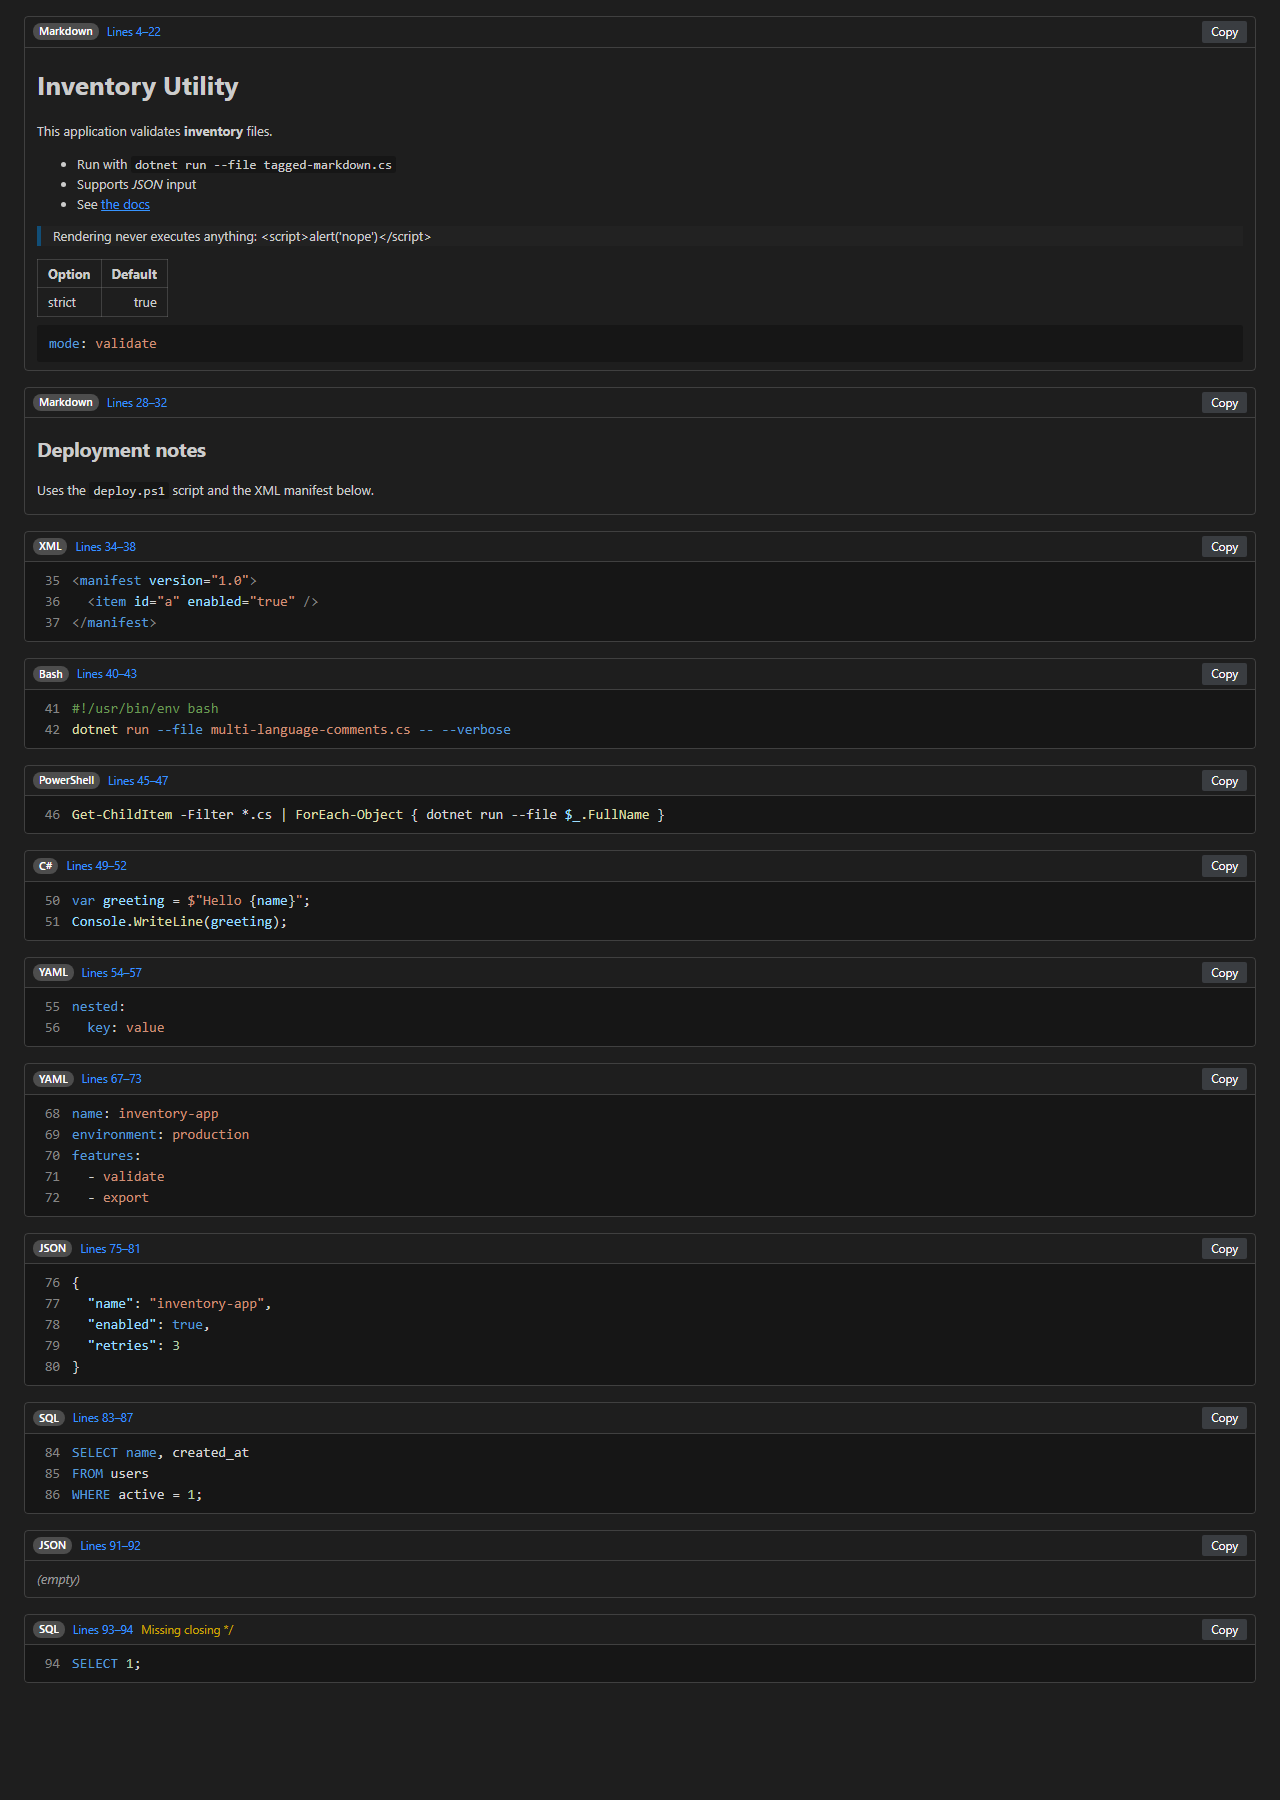 Markdown Lines 4–22 Copy
Inventory Utility
This application validates inventory files.
• Run with dotnet run --file tagged-markdown.cs
• Supports JSON input
• See the docs
Rendering never executes anything: <script>alert('nope')</script>
Option Default
strict true
mode: validate
Markdown Lines 28–32 Copy
Deployment notes
Uses the deploy.ps1 script and the XML manifest below.
XML Lines 34–38 Copy
35 <manifest version="1.0">
36   <item id="a" enabled="true" />
37 </manifest>
Bash Lines 40–43 Copy
41 #!/usr/bin/env bash
42 dotnet run --file multi-language-comments.cs -- --verbose
PowerShell Lines 45–47 Copy
46 Get-ChildItem -Filter *.cs | ForEach-Object { dotnet run --file $_.FullName }
C# Lines 49–52 Copy
50 var greeting = $"Hello {name}";
51 Console.WriteLine(greeting);
YAML Lines 54–57 Copy
55 nested:
56   key: value
YAML Lines 67–73 Copy
68 name: inventory-app
69 environment: production
70 features:
71   - validate
72   - export
JSON Lines 75–81 Copy
76 {
77   "name": "inventory-app",
78   "enabled": true,
79   "retries": 3
80 }
SQL Lines 83–87 Copy
84 SELECT name, created_at
85 FROM users
86 WHERE active = 1;
JSON Lines 91–92 Copy
(empty)
SQL Lines 93–94 Missing closing */ Copy
94 SELECT 1;